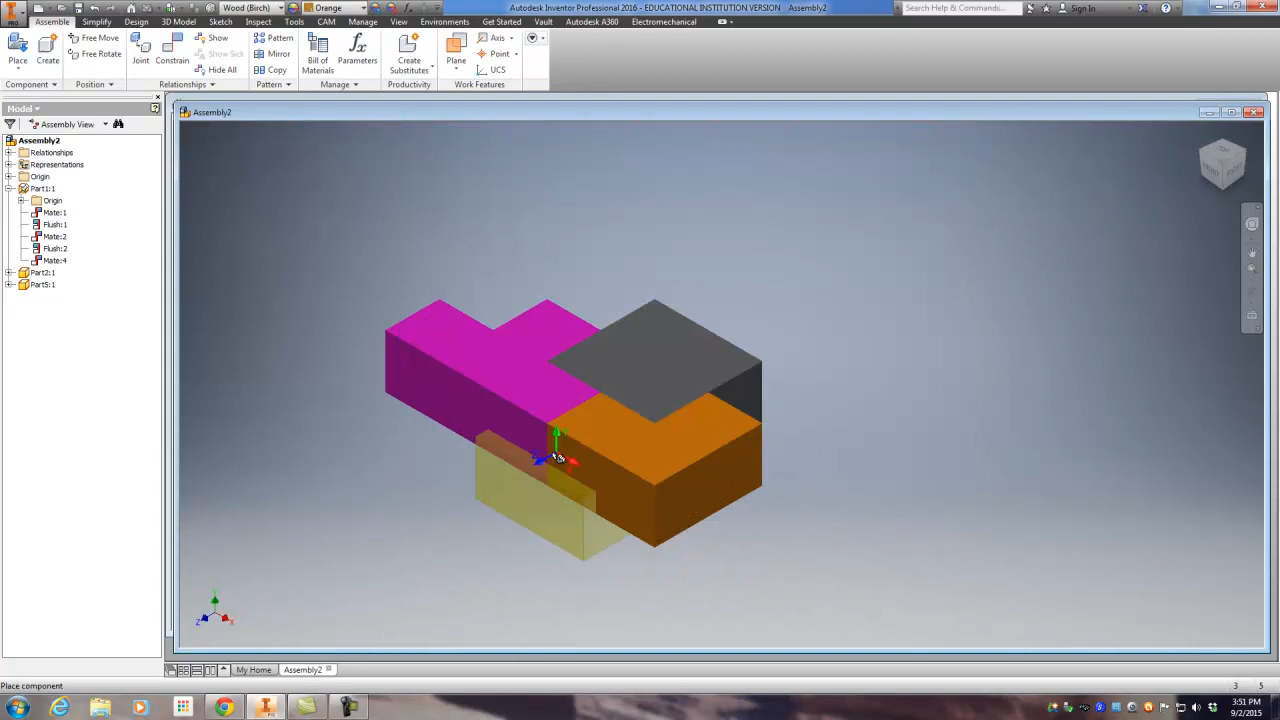 Wood (Birch)
Orange
Autodesk Inventor Professional 2016 - EDUCATIONAL INSTITUTION VERSION Assembly2
Search Help & Commands...
Sign In
PRO
Assemble
Simplify
Design
3D Model
Sketch
Inspect
Tools
CAM
Manage
View
Environments
Get Started
Vault
Autodesk A360
Electromechanical
Place
Create
Free Move
Free Rotate
Joint
Constrain
Show
Show Sick
Hide All
Pattern
Mirror
Copy
Bill of
Materials
Parameters
Create
Substitutes
Plane
Axis
Point
UCS
Component
Position
Relationships
Pattern
Manage
Productivity
Work Features
Model
Assembly View
Assembly2
Relationships
Representations
Origin
Part1:1
Origin
Mate:1
Flush:1
Mate:2
Flush:2
Mate:4
Part2:1
Part5:1
Assembly2
Y
Z
X
My Home
Assembly2
Place component
3
5
3:51 PM
9/2/2015